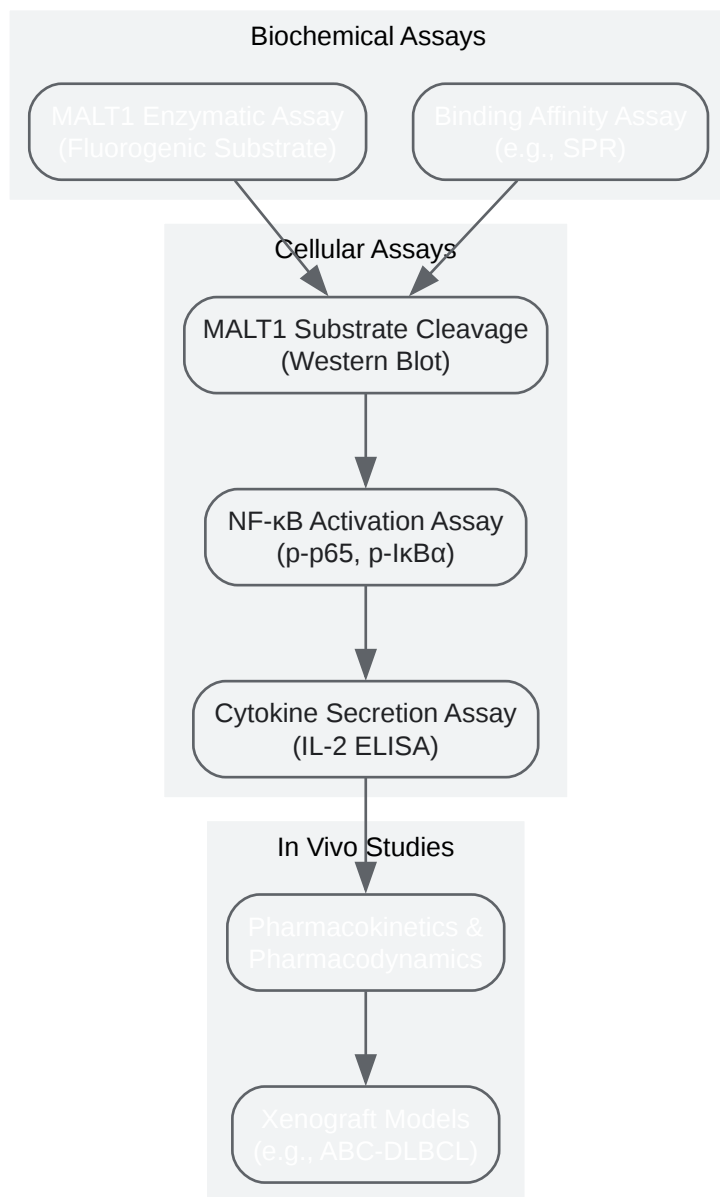 Biochemical Assays
MALT1 Enzymatic Assay
(Fluorogenic Substrate)
Binding Affinity Assay
(e.g., SPR)
Cellular Assays
MALT1 Substrate Cleavage
(Western Blot)
NF-κB Activation Assay
(p-p65, p-IκBα)
Cytokine Secretion Assay
(IL-2 ELISA)
In Vivo Studies
Pharmacokinetics &
Pharmacodynamics
Xenograft Models
(e.g., ABC-DLBCL)